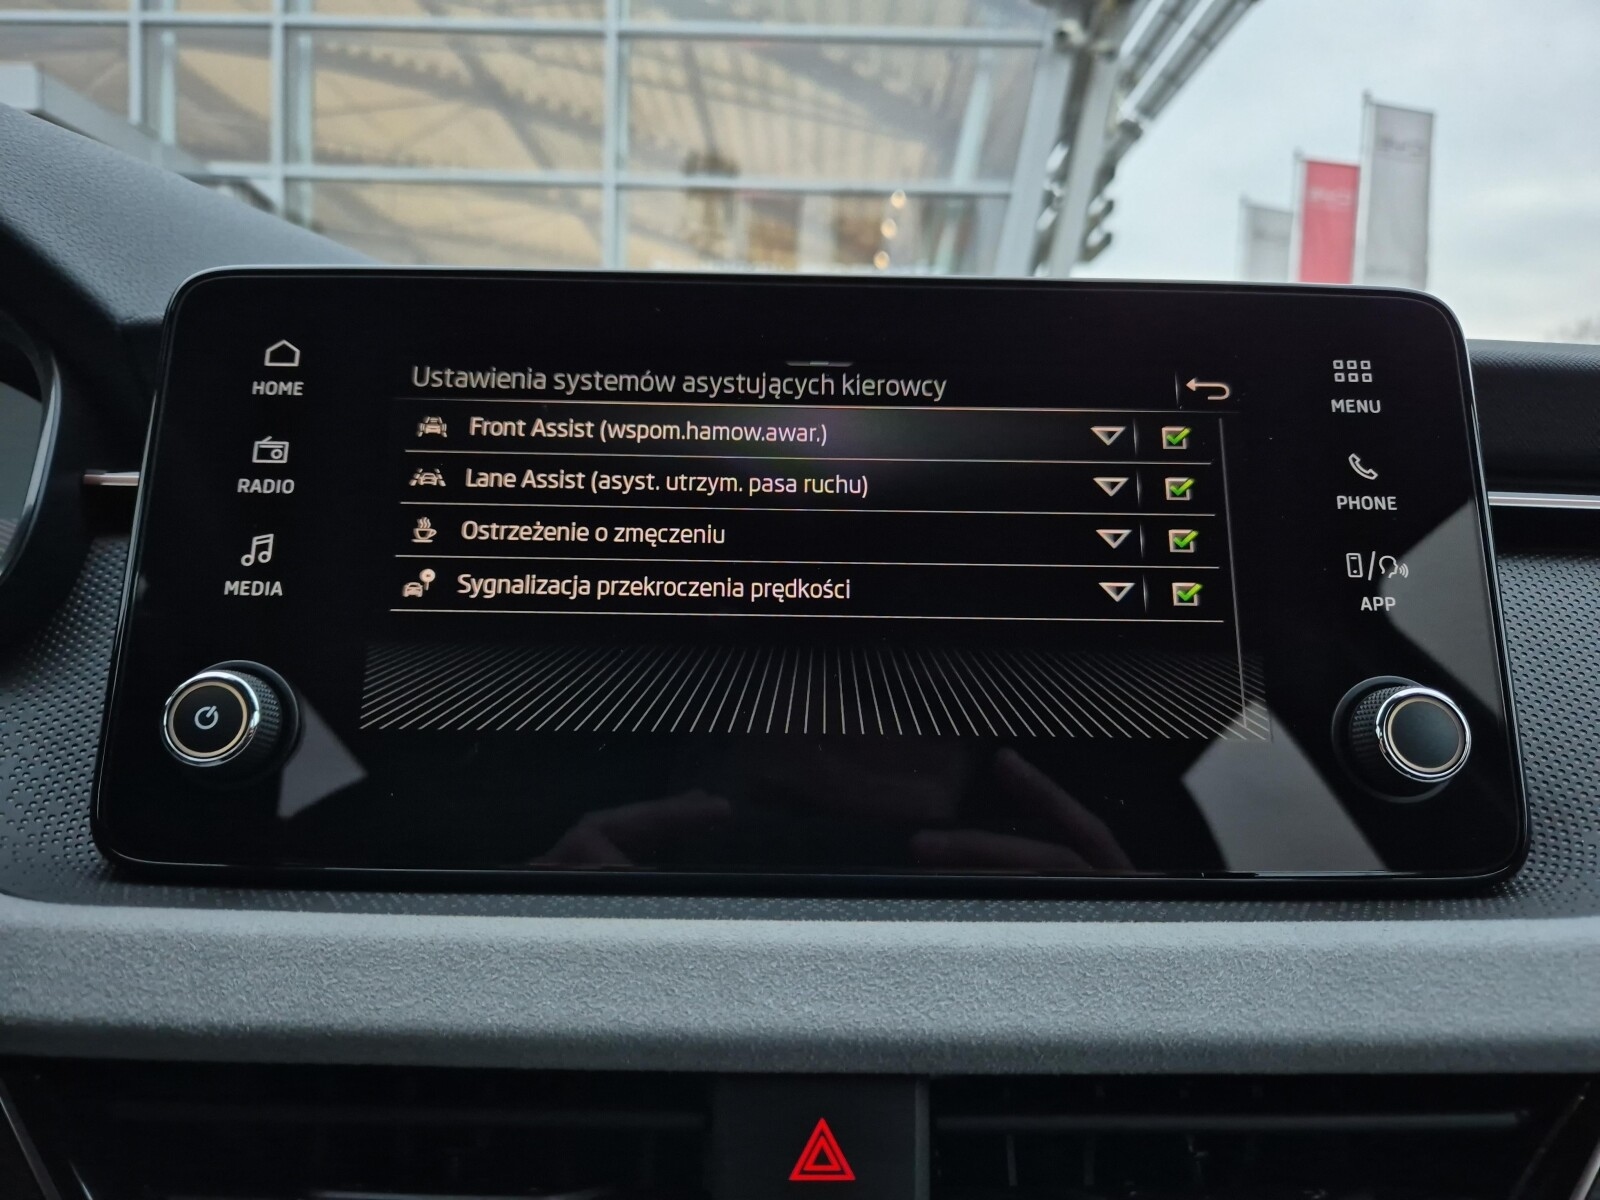 HOME
RADIO
MEDIA
Ustawienia systemów asystujących kierowcy
Front Assist (wspom.hamow.awar.)
Lane Assist (asyst. utrzym. pasa ruchu)
Ostrzeżenie o zmęczeniu
Sygnalizacja przekroczenia prędkości
MENU
PHONE
APP